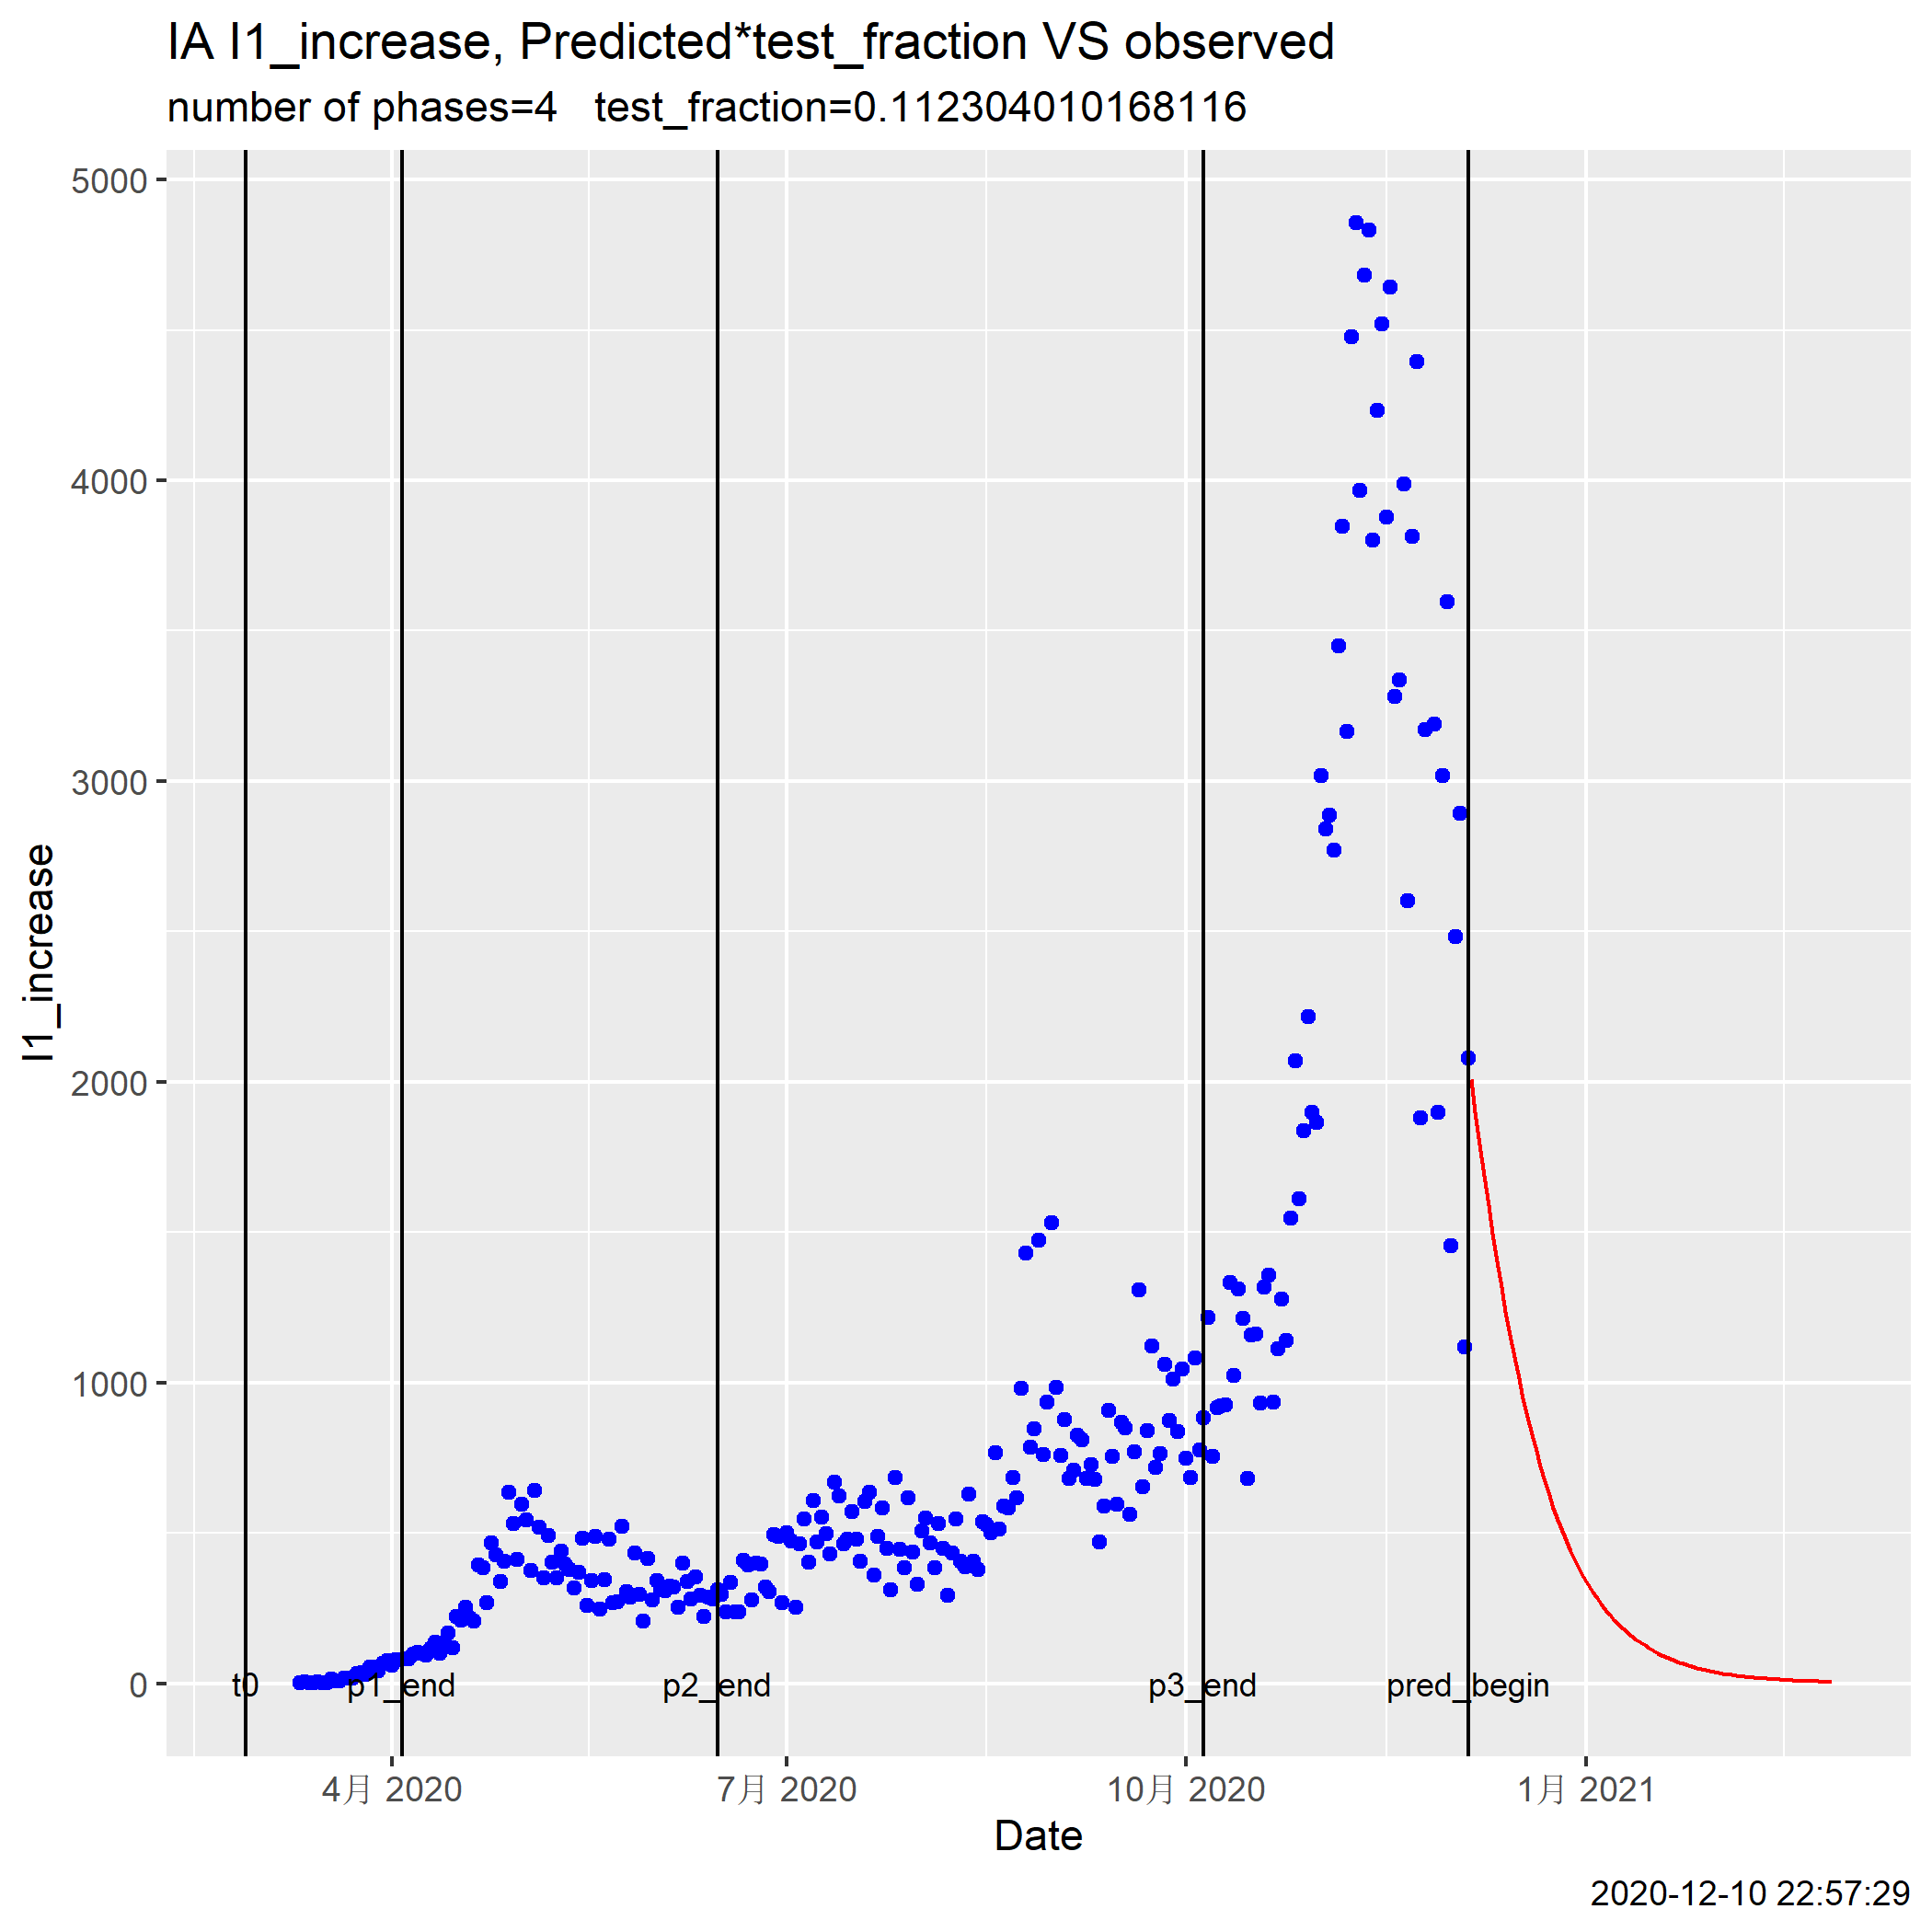 IA I1_increase, Predicted*test_fraction VS observed
number of phases=4   test_fraction=0.112304010168116
5000
4000
3000
2000
1000
0
I1_increase
t0
p1_end
p2_end
p3_end
pred_begin
4月 2020
7月 2020
10月 2020
1月 2021
Date
2020-12-10 22:57:29